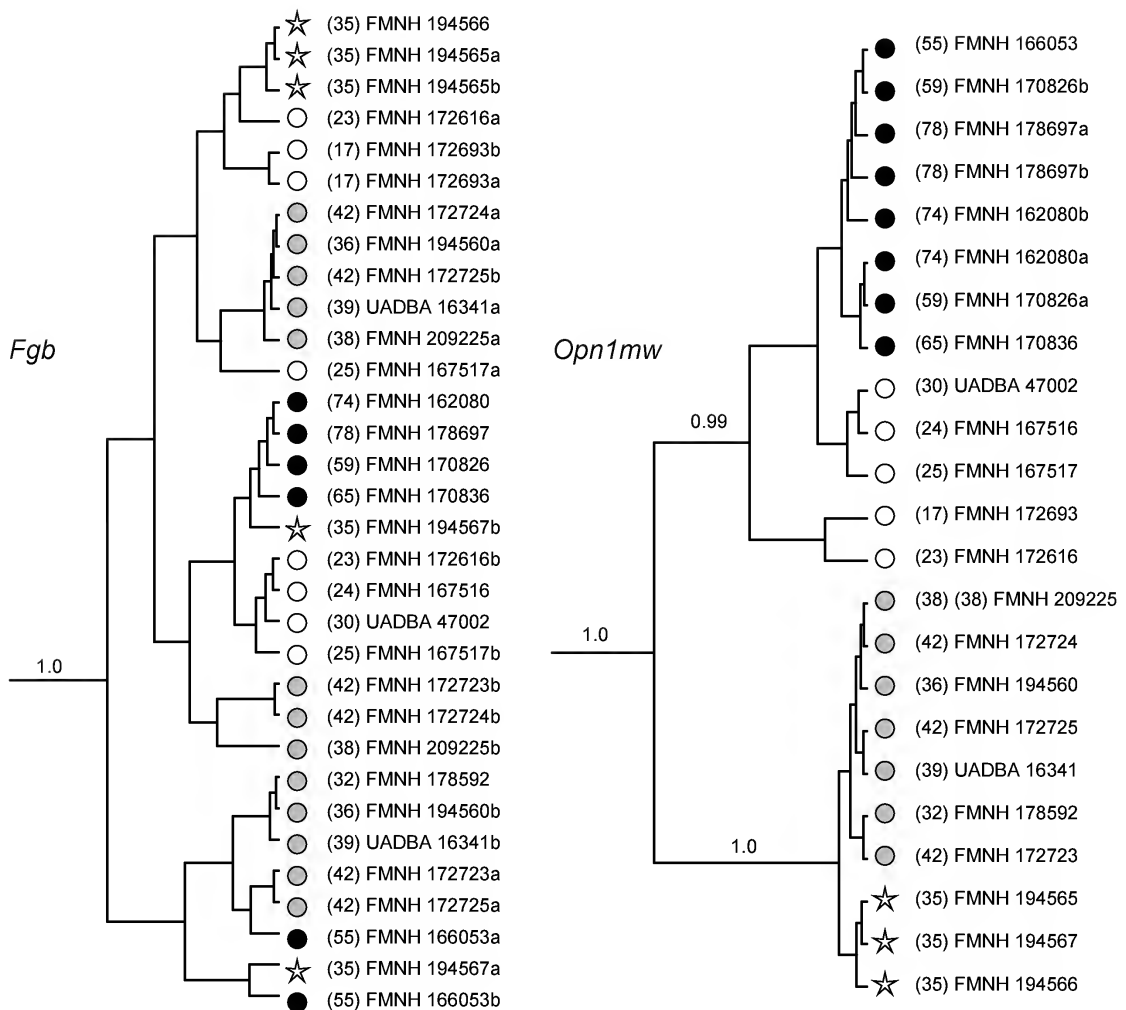 Fgb
1.0
(35) FMNH 194566
(35) FMNH 194565a
(35) FMNH 194565b
(23) FMNH 172616a
(17) FMNH 172693b
(17) FMNH 172693a
(42) FMNH 172724a
(36) FMNH 194560a
(42) FMNH 172725b
(39) UADBA 16341a
(38) FMNH 209225a
(25) FMNH 167517a
(74) FMNH 162080
(78) FMNH 178697
(59) FMNH 170826
(65) FMNH 170836
(35) FMNH 194567b
(23) FMNH 172616b
(24) FMNH 167516
(30) UADBA 47002
(25) FMNH 167517b
(42) FMNH 172723b
(42) FMNH 172724b
(38) FMNH 209225b
(32) FMNH 178592
(36) FMNH 194560b
(39) UADBA 16341b
(42) FMNH 172723a
(42) FMNH 172725a
(55) FMNH 166053a
(35) FMNH 194567a
(55) FMNH 166053b
Opn1mw
1.0
0.99
1.0
(55) FMNH 166053
(59) FMNH 170826b
(78) FMNH 178697a
(78) FMNH 178697b
(74) FMNH 162080b
(74) FMNH 162080a
(59) FMNH 170826a
(65) FMNH 170836
(30) UADBA 47002
(24) FMNH 167516
(25) FMNH 167517
(17) FMNH 172693
(23) FMNH 172616
(38) (38) FMNH 209225
(42) FMNH 172724
(36) FMNH 194560
(42) FMNH 172725
(39) UADBA 16341
(32) FMNH 178592
(42) FMNH 172723
(35) FMNH 194565
(35) FMNH 194567
(35) FMNH 194566